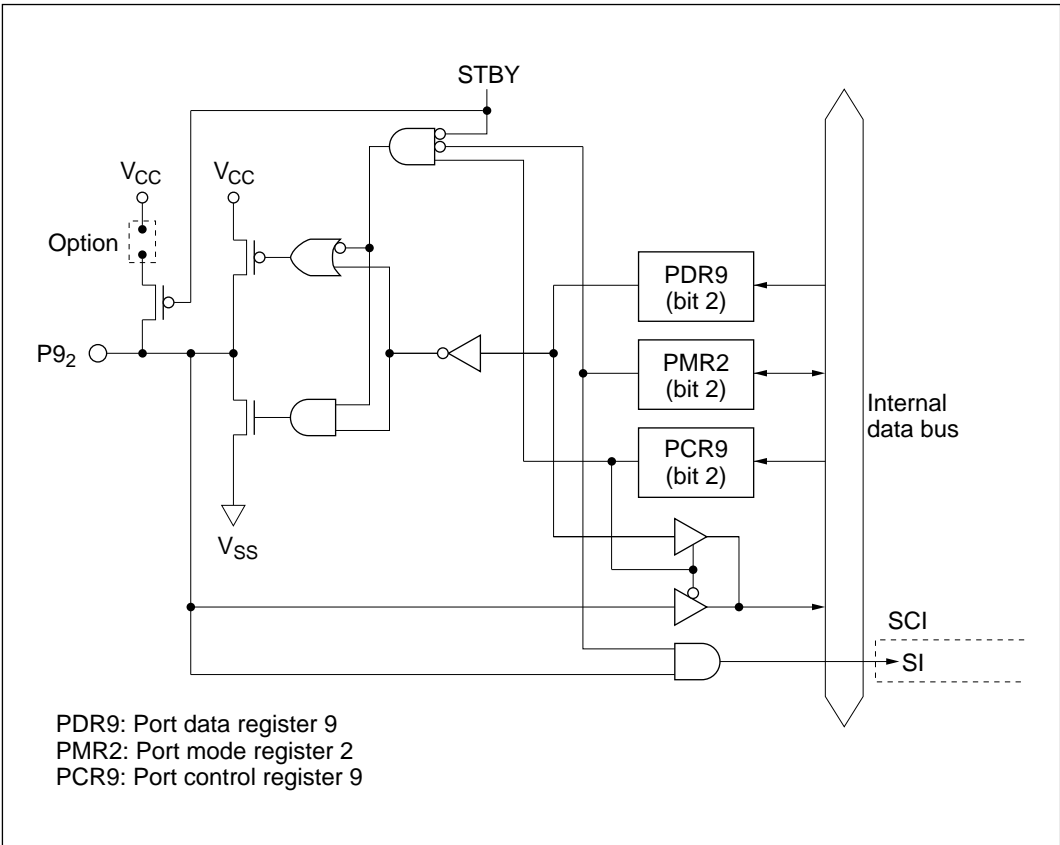 STBY
VCC
VCC
Option
PDR9
(bit 2)
P92
PMR2
(bit 2)
Internal
data bus
PCR9
(bit 2)
VSS
SCI
SI
PDR9: Port data register 9
PMR2: Port mode register 2
PCR9: Port control register 9